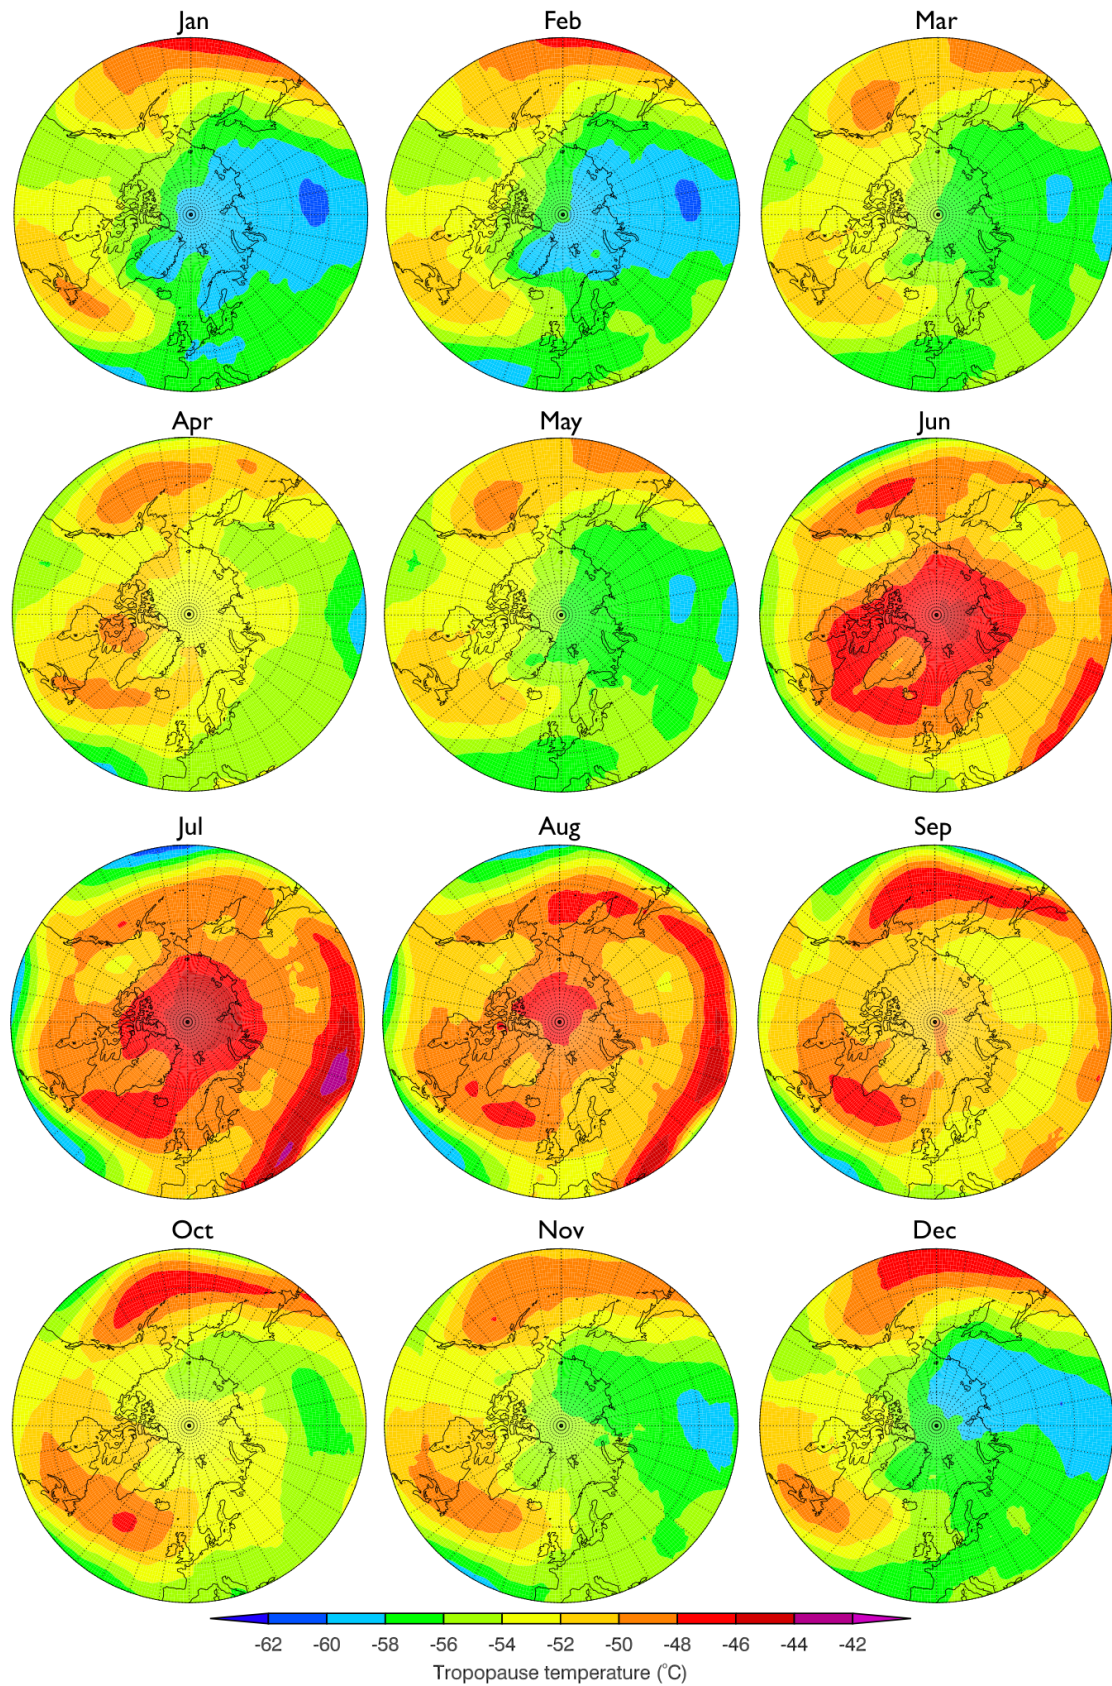 Jan Feb Mar
Apr May Jun
Jul Aug Sep
Oct Nov Dec
-62 -60 -58 -56 -54 -52 -50 -48 -46 -44 -42
Tropopause temperature (°C)